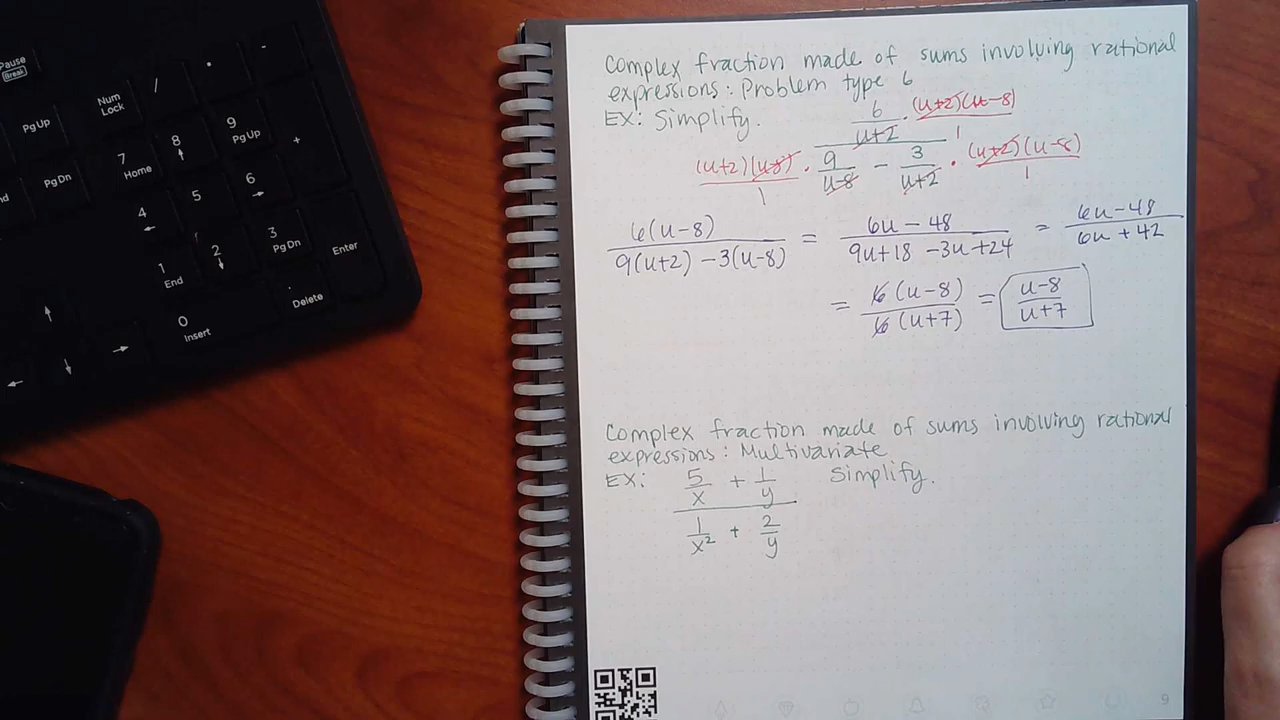 Pause
Break
Num Lock
/
.
-
PgUp
7 Home
8
9 PgUp
+
PgDn
4
5
6
1 End
2
3 PgDn
Enter
0 Insert
. Delete
Complex fraction made of sums involving rational
expressions: Problem type 6
EX: Simplify. 6/(u+2) · (u+2)(u-8)/1
(u+2)(u-8)/1 · 9/(u-8) - 3/(u+2) · (u+2)(u-8)/1
6(u-8)/(9(u+2) -3(u-8)) = (6u-48)/(9u+18 -3u+24) = (6u-48)/(6u+42)
= 6(u-8)/6(u+7) = (u-8)/(u+7)
Complex fraction made of sums involving rational
expressions: Multivariate
EX: (5/x + 1/y)/(1/x² + 2/y) Simplify.
9